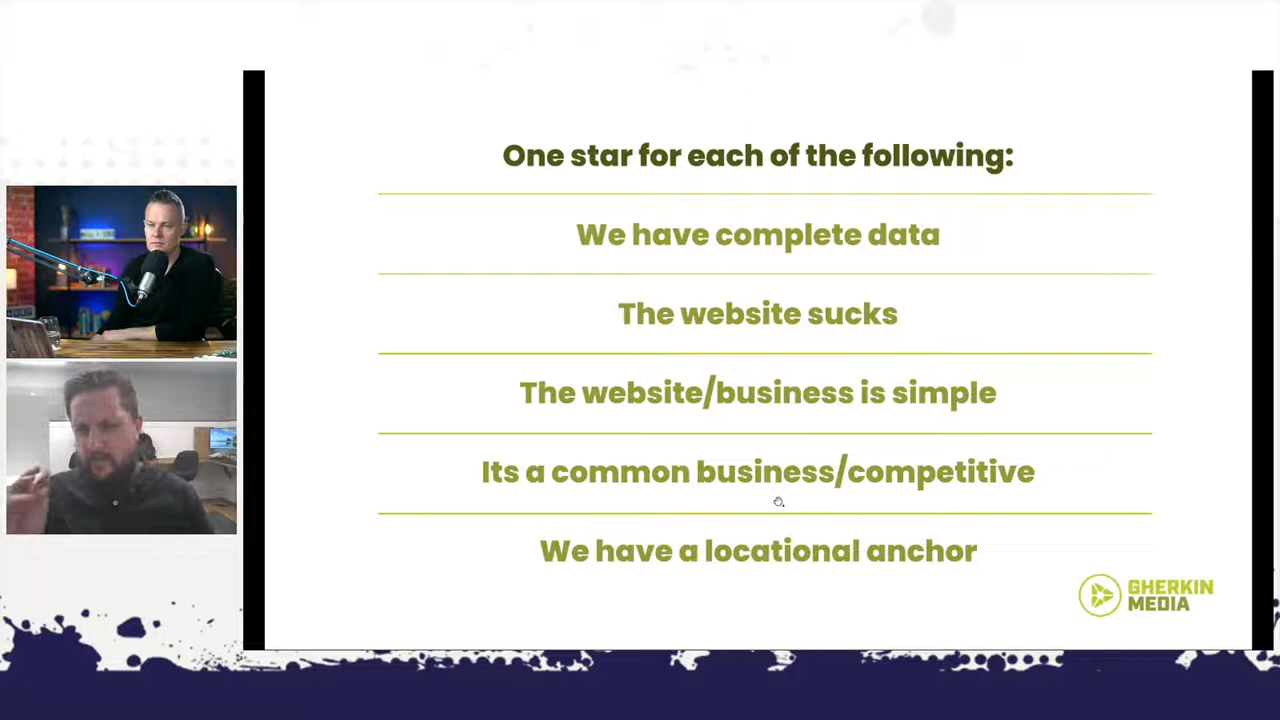 One star for each of the following:
We have complete data
The website sucks
The website/business is simple
Its a common business/competitive
We have a locational anchor
GHERKIN
MEDIA